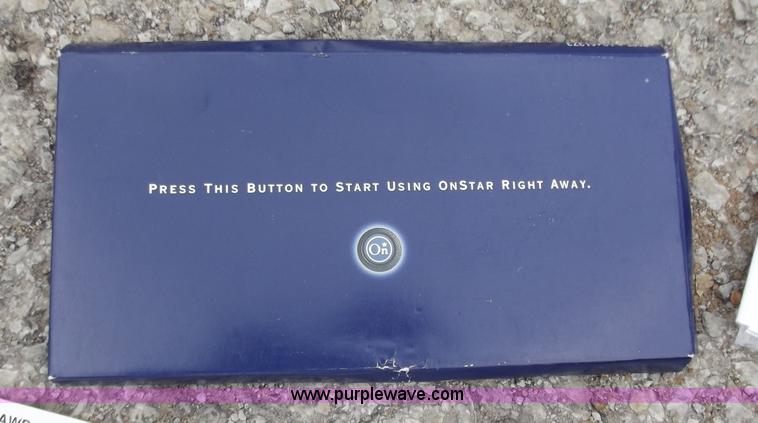 Press This Button to Start Using OnStar Right Away.
On
www.purplewave.com